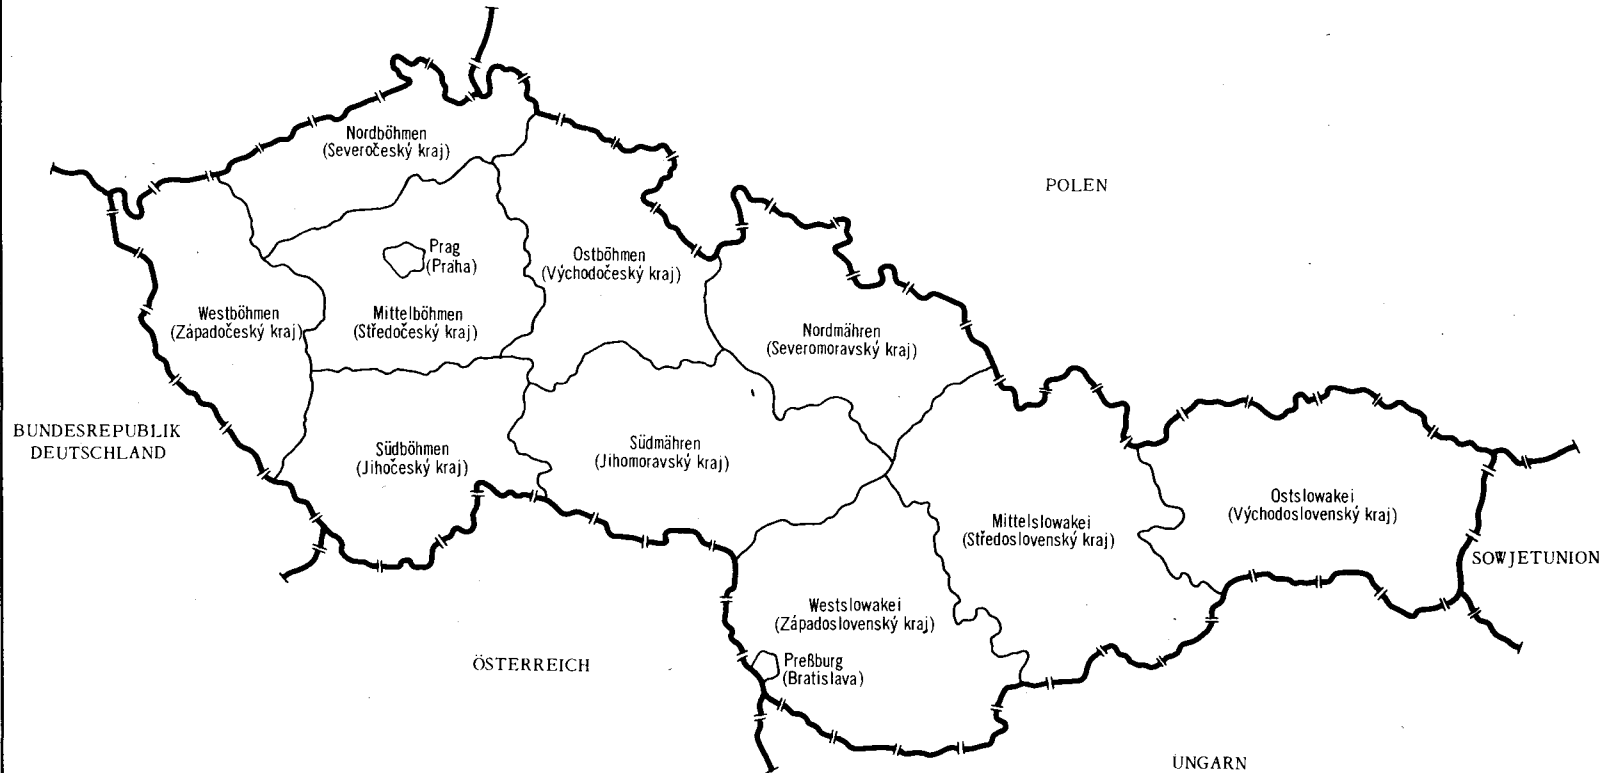 Nordböhmen
(Severočeský kraj)
POLEN
Prag
(Praha)
Ostböhmen
(Východočeský kraj)
Westböhmen
(Západočeský kraj)
Mittelböhmen
(Středočeský kraj)
Nordmähren
(Severomoravský kraj)
BUNDESREPUBLIK
DEUTSCHLAND
Südböhmen
(Jihočeský kraj)
Südmähren
(Jihomoravský kraj)
Mittelslowakei
(Středoslovenský kraj)
Ostslowakei
(Východoslovenský kraj)
SOWJETUNION
Westslowakei
(Západoslovenský kraj)
Preßburg
(Bratislava)
ÖSTERREICH
UNGARN